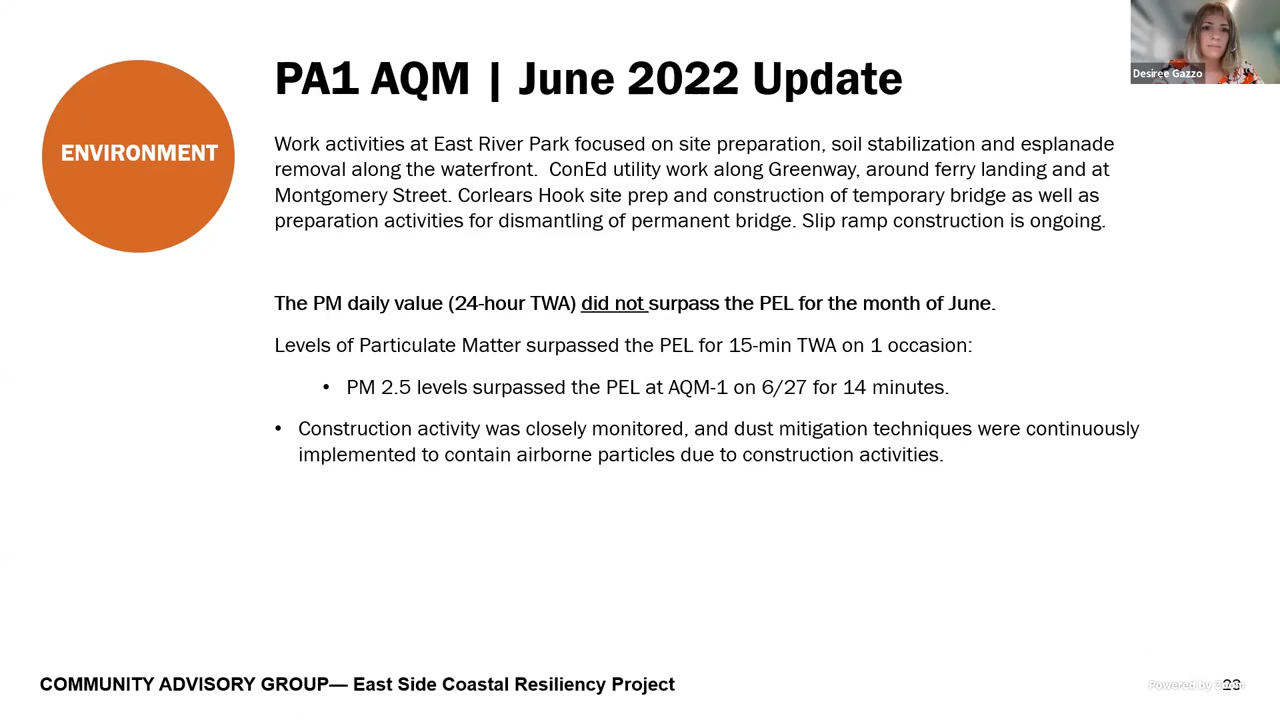 Desiree Gazzo
PA1 AQM | June 2022 Update
ENVIRONMENT
Work activities at East River Park focused on site preparation, soil stabilization and esplanade
removal along the waterfront.  ConEd utility work along Greenway, around ferry landing and at
Montgomery Street. Corlears Hook site prep and construction of temporary bridge as well as
preparation activities for dismantling of permanent bridge. Slip ramp construction is ongoing.
The PM daily value (24-hour TWA) did not surpass the PEL for the month of June.
Levels of Particulate Matter surpassed the PEL for 15-min TWA on 1 occasion:
• PM 2.5 levels surpassed the PEL at AQM-1 on 6/27 for 14 minutes.
• Construction activity was closely monitored, and dust mitigation techniques were continuously
implemented to contain airborne particles due to construction activities.
COMMUNITY ADVISORY GROUP— East Side Coastal Resiliency Project
Powered by Zoom